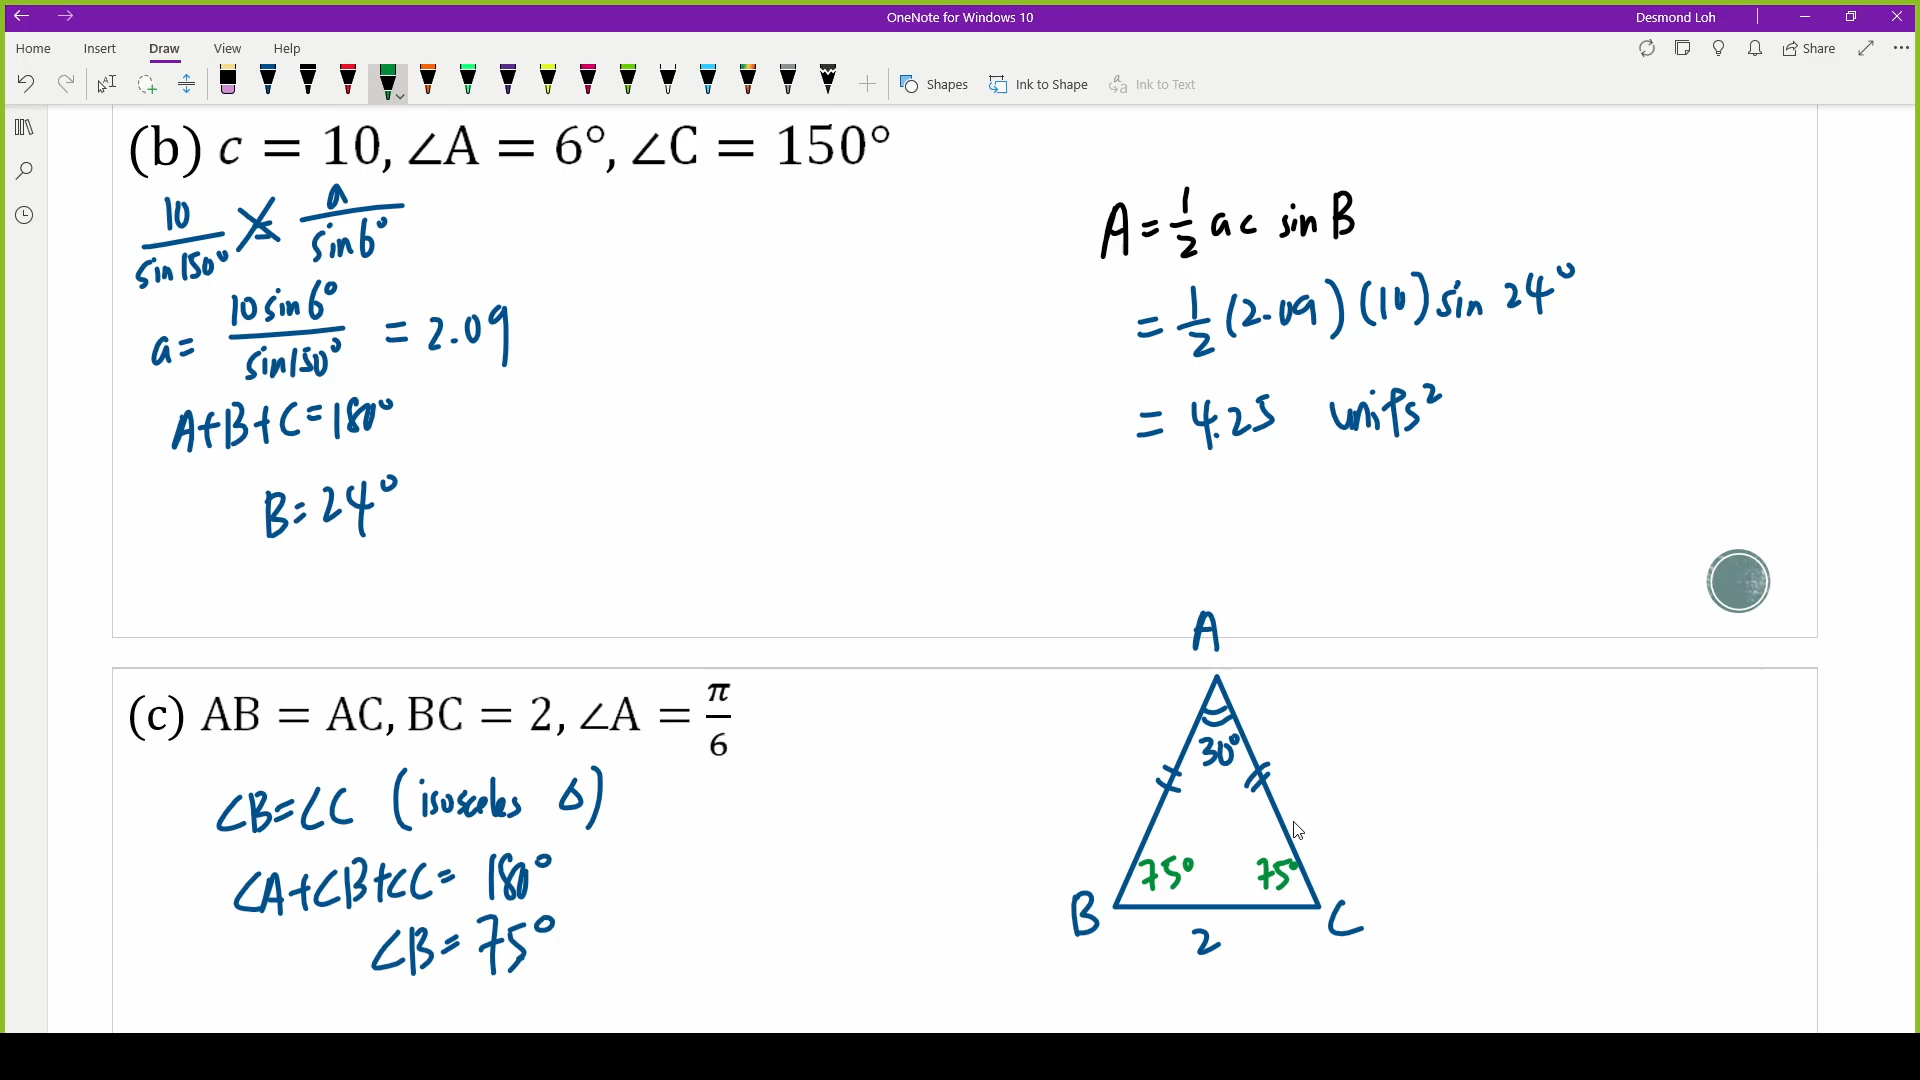 OneNote for Windows 10
Desmond Loh
Home Insert Draw View Help
Share
Shapes Ink to Shape Ink to Text
(b) c = 10, ∠A = 6°, ∠C = 150°
10/sin150° = a/sin6°
a = 10sin6°/sin150° = 2.09
A+B+C=180°
B=24°
A = 1/2 ac sin B
= 1/2 (2.09)(10) sin 24°
= 4.25 units²
(c) AB = AC, BC = 2, ∠A = π/6
∠B=∠C (isosceles Δ)
∠A+∠B+∠C= 180°
∠B= 75°
A
30°
75° 75°
B C
2